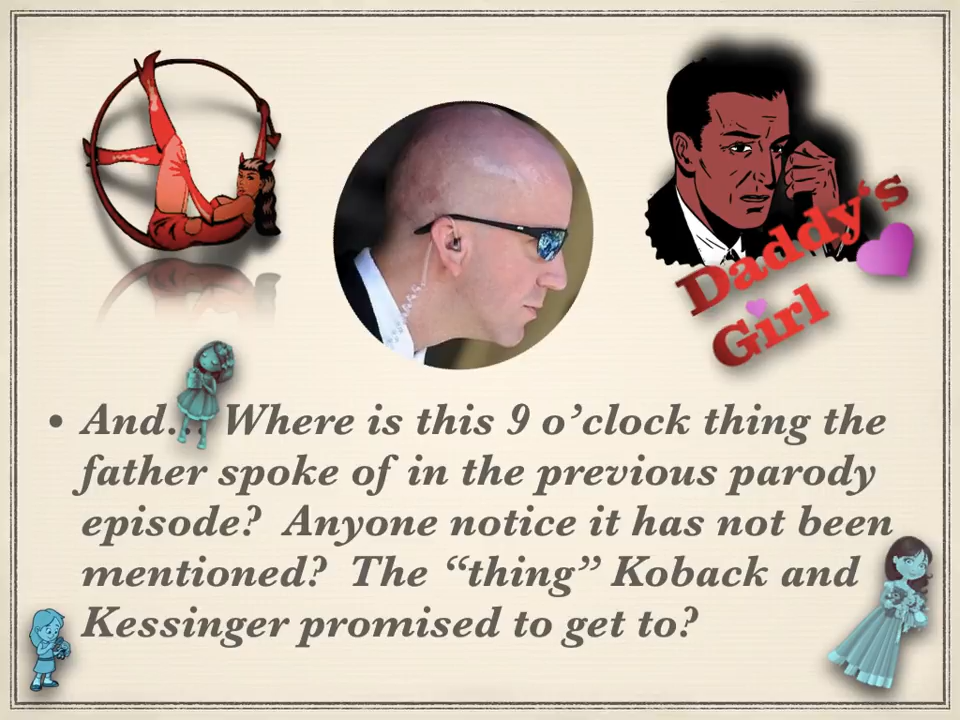 Daddy's
Girl
• And... Where is this 9 o’clock thing the
father spoke of in the previous parody
episode?  Anyone notice it has not been
mentioned?  The “thing” Koback and
Kessinger promised to get to?